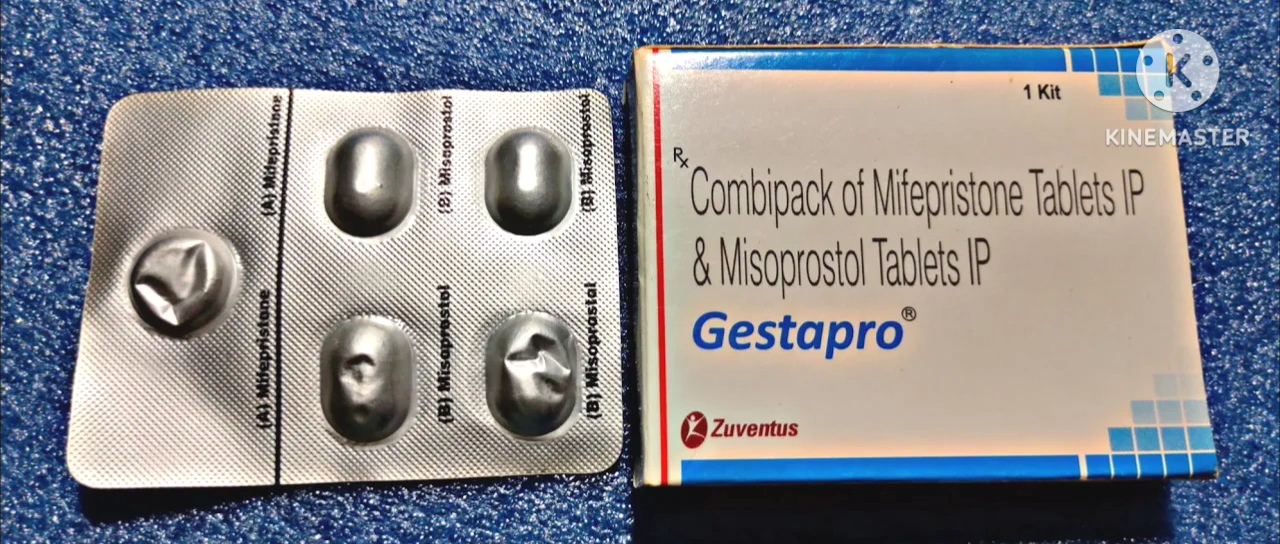 (A) Mifepristone
(A) Mifepristone
(B) Misoprostol
(B) Misoprostol
(B) Misoprostol
(B) Misoprostol
1 Kit
Rx
Combipack of Mifepristone Tablets IP
& Misoprostol Tablets IP
Gestapro®
Zuventus
K
KINEMASTER